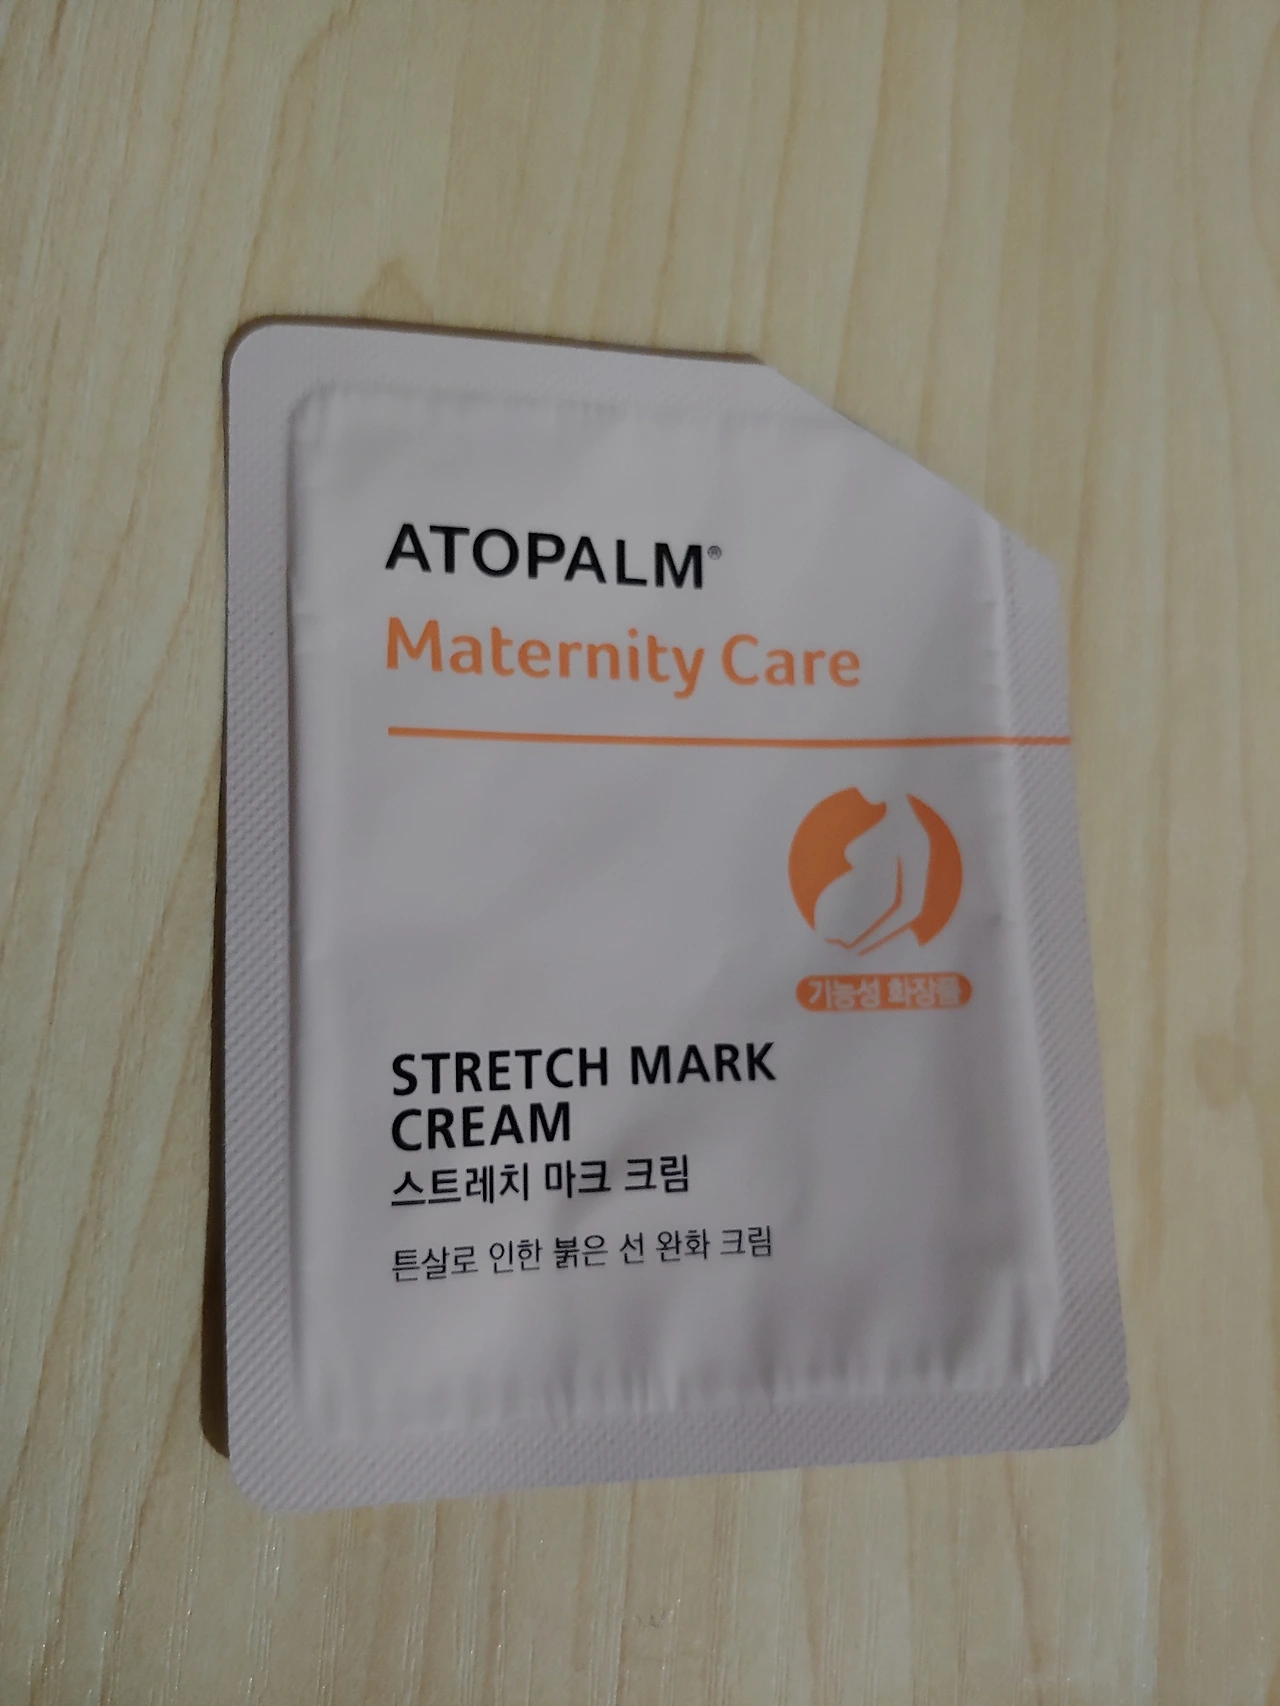 ATOPALM®
Maternity Care
기능성 화장품
STRETCH MARK
CREAM
스트레치 마크 크림
튼살로 인한 붉은 선 완화 크림